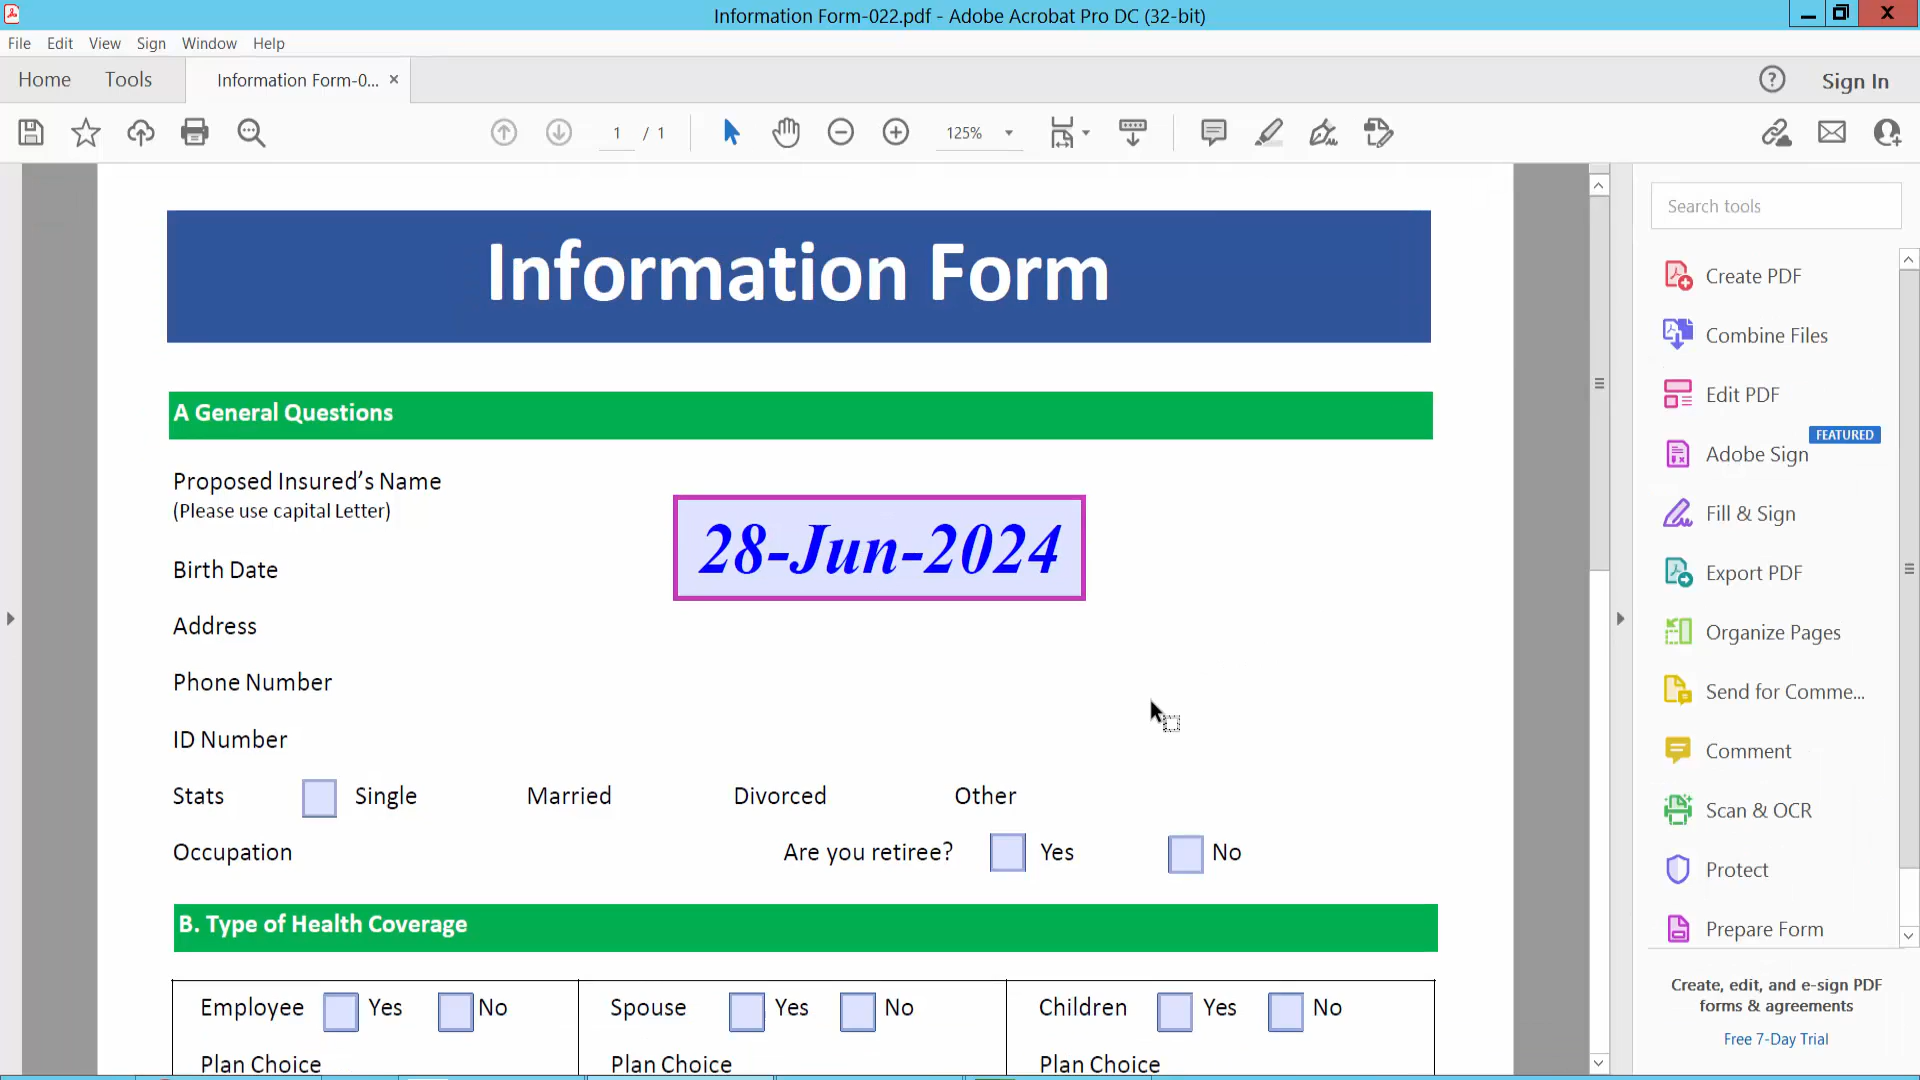 Information Form-022.pdf - Adobe Acrobat Pro DC (32-bit)
File Edit View Sign Window Help
Home Tools Information Form-0... × Sign In
1 / 1 125%
Search tools
Information Form
Create PDF
Combine Files
Edit PDF
FEATURED
Adobe Sign
Fill & Sign
Export PDF
Organize Pages
Send for Comme...
Comment
Scan & OCR
Protect
Prepare Form
Create, edit, and e-sign PDF
forms & agreements
Free 7-Day Trial
A General Questions
Proposed Insured’s Name
(Please use capital Letter)
28-Jun-2024
Birth Date
Address
Phone Number
ID Number
Stats Single Married Divorced Other
Occupation Are you retiree? Yes No
B. Type of Health Coverage
Employee Yes No Spouse Yes No Children Yes No
Plan Choice Plan Choice Plan Choice